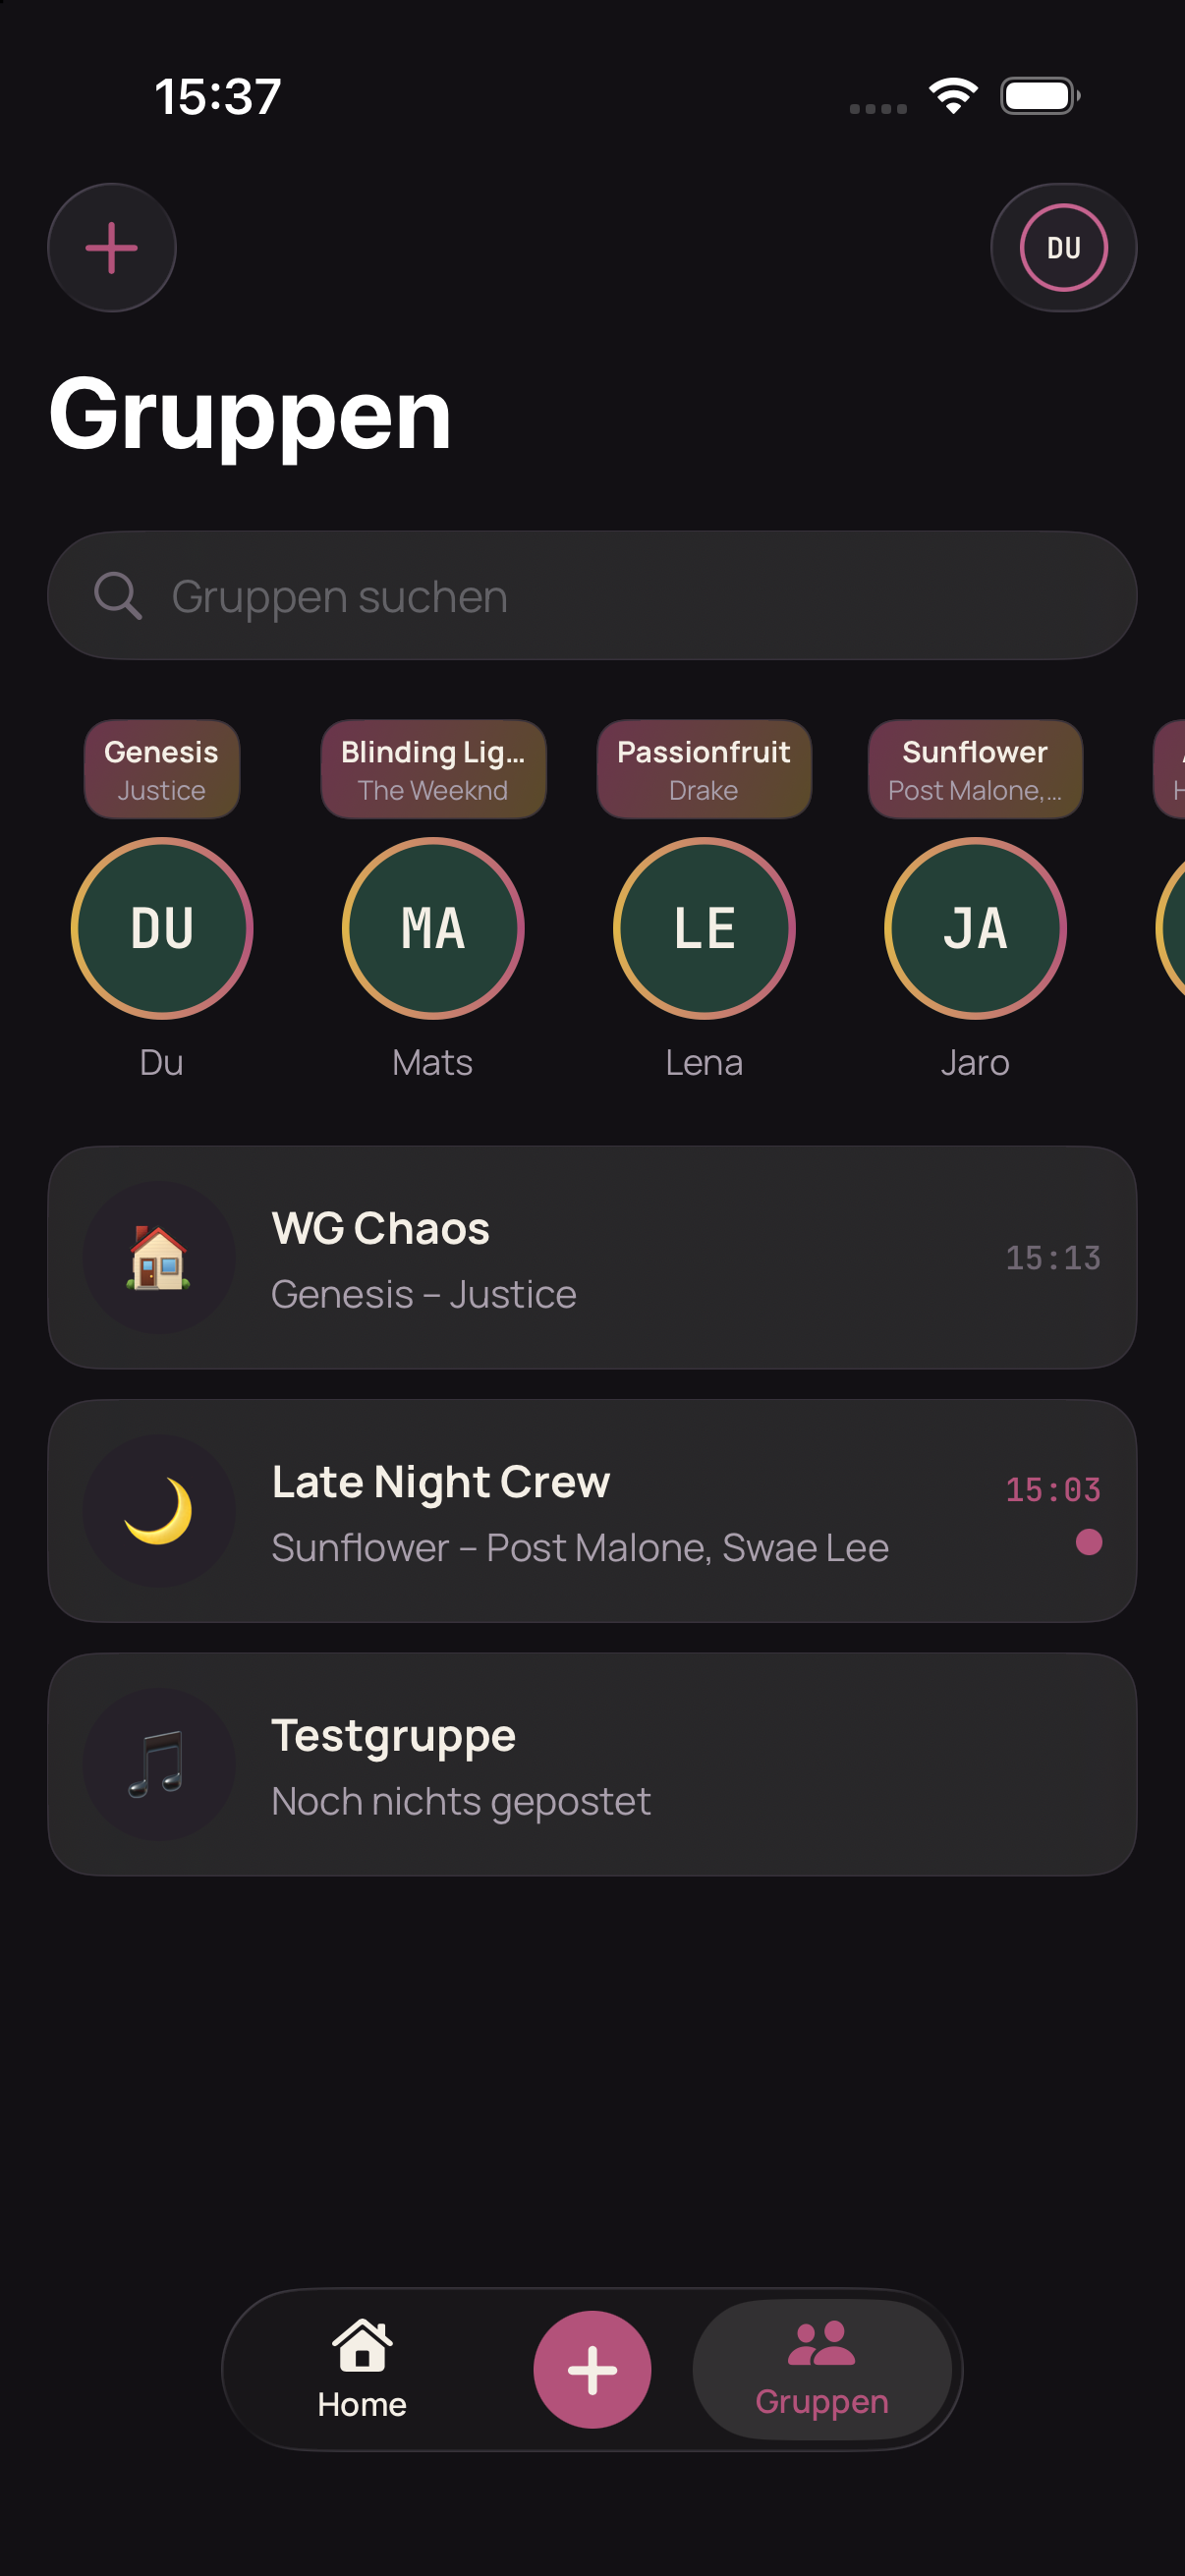 15:37
DU
Gruppen
Gruppen suchen
Genesis
Justice
Blinding Lig...
The Weeknd
Passionfruit
Drake
Sunflower
Post Malone,...
DU
MA
LE
JA
Du
Mats
Lena
Jaro
WG Chaos
Genesis – Justice
15:13
Late Night Crew
Sunflower – Post Malone, Swae Lee
15:03
Testgruppe
Noch nichts gepostet
Home
Gruppen